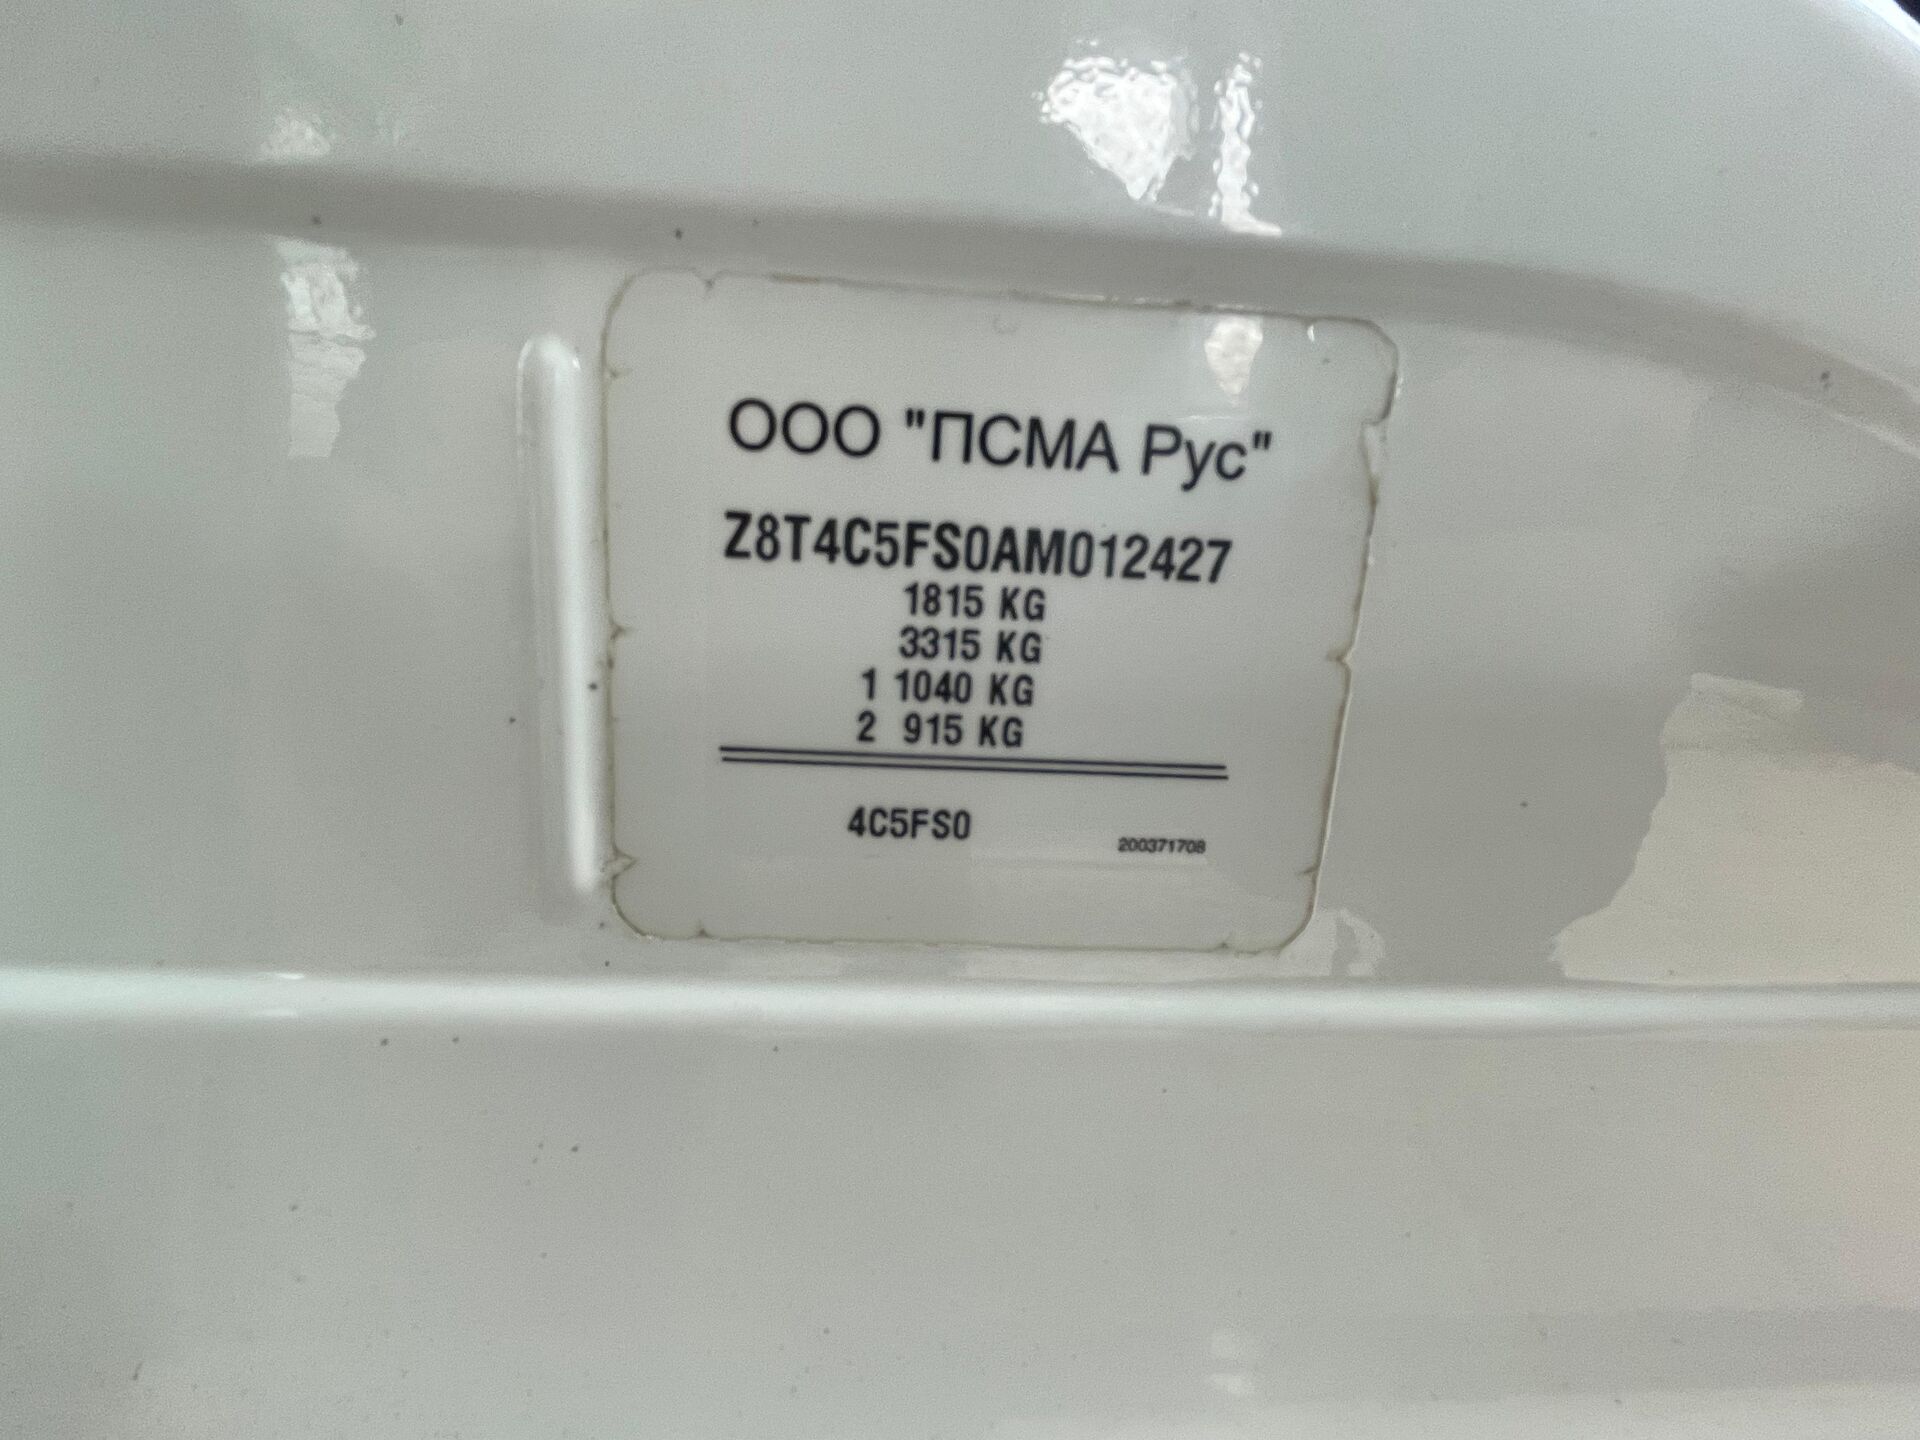 ООО "ПСМА Рус"
Z8T4C5FS0AM012427
1815 KG
3315 KG
1 1040 KG
2 915 KG
4C5FS0
200371708